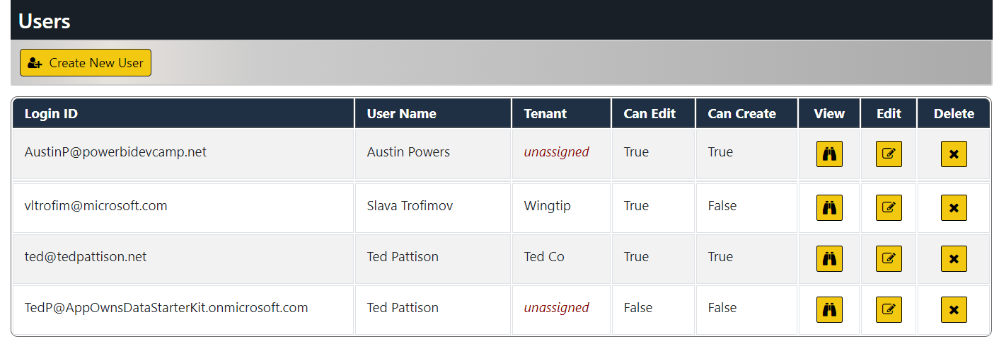 Users
Create New User
Login ID User Name Tenant Can Edit Can Create View Edit Delete
AustinP@powerbidevcamp.net Austin Powers unassigned True True
vltrofim@microsoft.com Slava Trofimov Wingtip True False
ted@tedpattison.net Ted Pattison Ted Co True True
TedP@AppOwnsDataStarterKit.onmicrosoft.com Ted Pattison unassigned False False